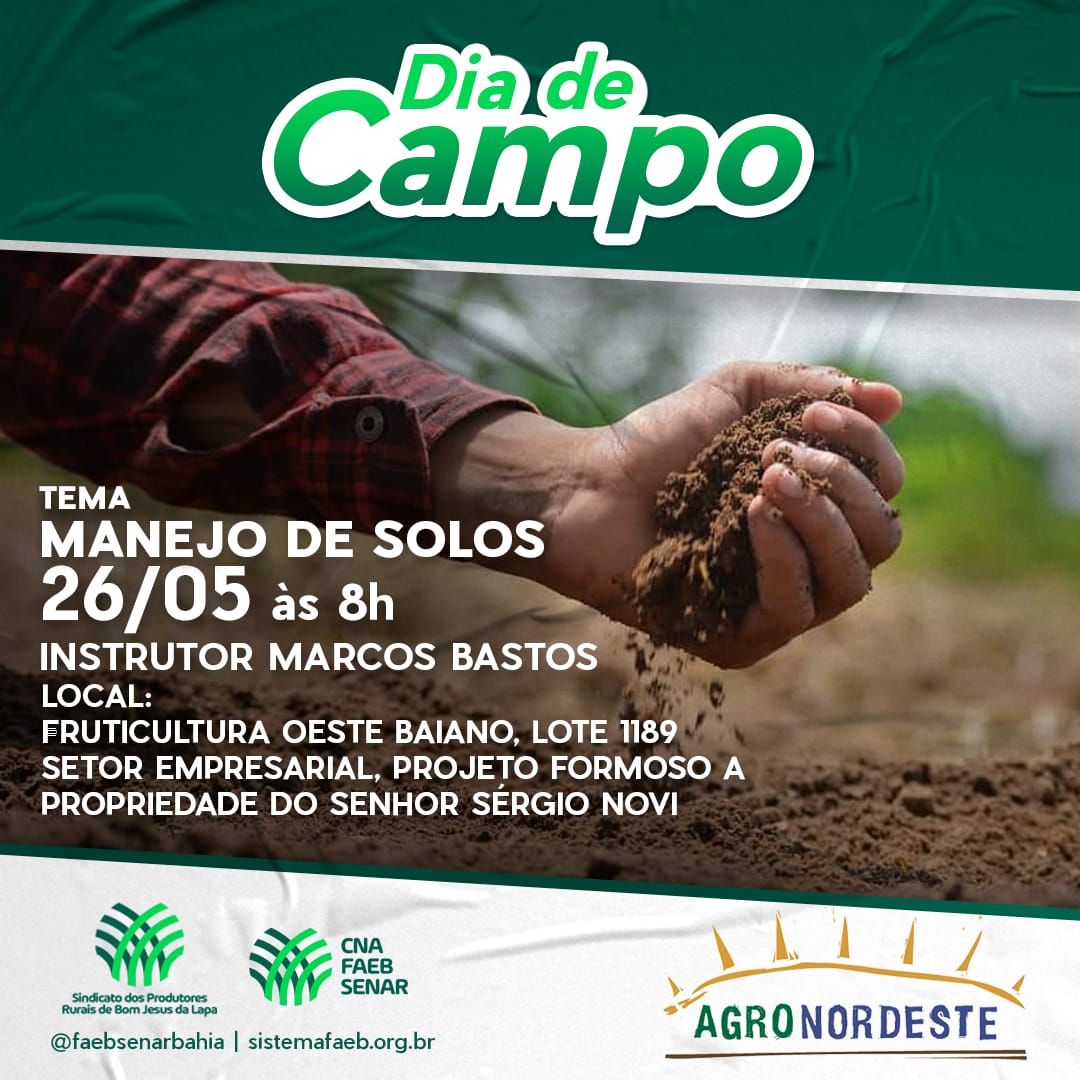 Dia de
Campo
TEMA
MANEJO DE SOLOS
26/05 às 8h
INSTRUTOR MARCOS BASTOS
LOCAL:
FRUTICULTURA OESTE BAIANO, LOTE 1189
SETOR EMPRESARIAL, PROJETO FORMOSO A
PROPRIEDADE DO SENHOR SÉRGIO NOVI
Sindicato dos Produtores
Rurais de Bom Jesus da Lapa
CNA
FAEB
SENAR
@faebsenarbahia | sistemafaeb.org.br
AGRONORDESTE